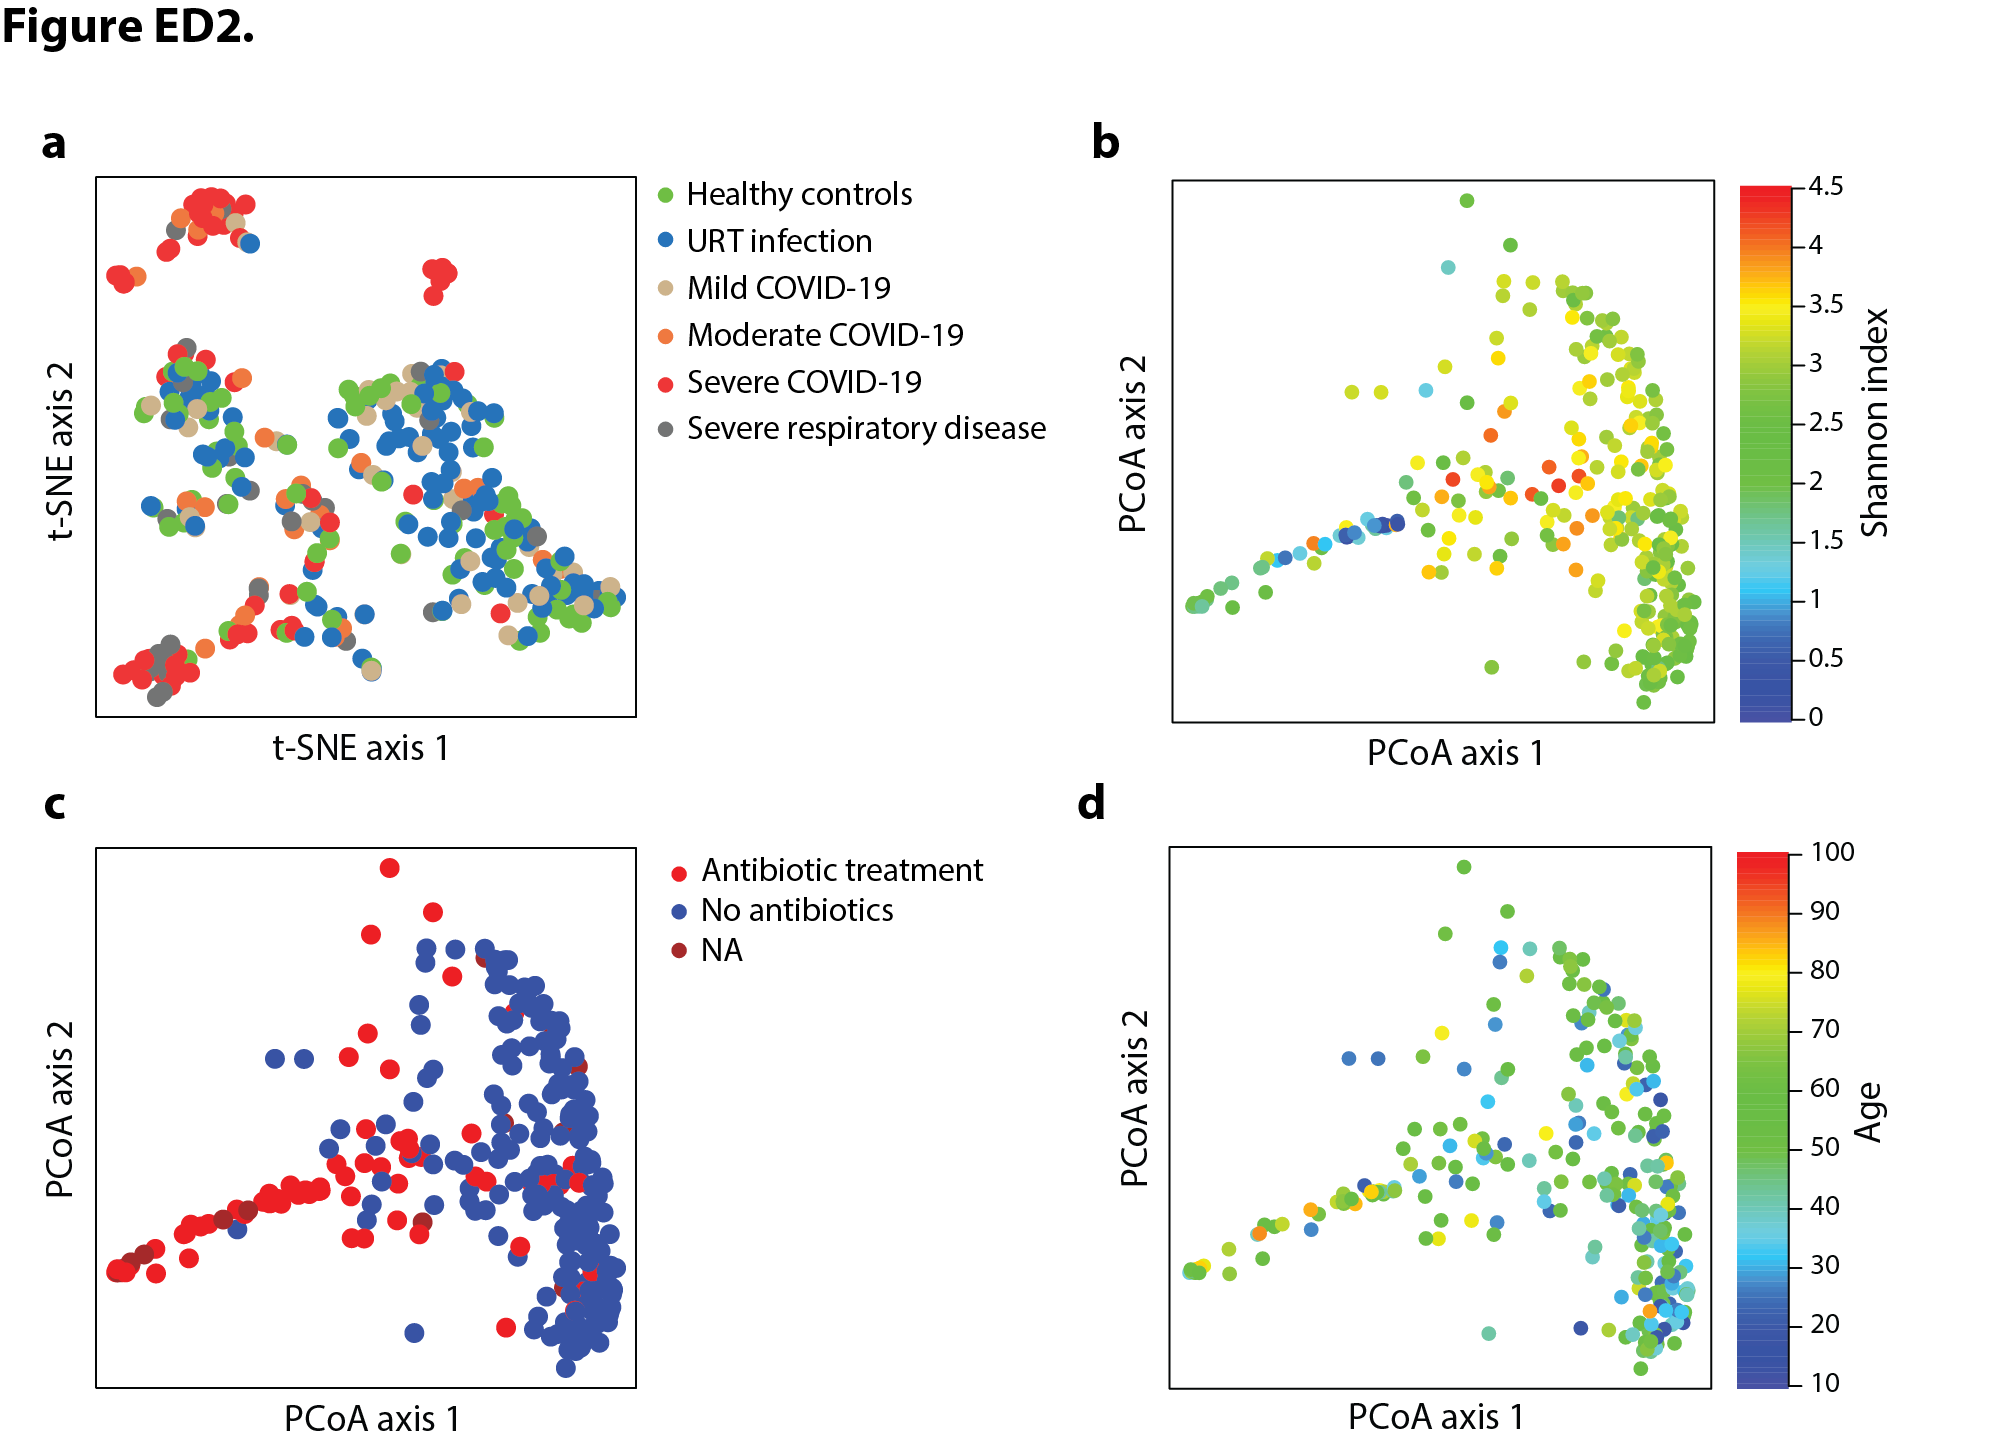 Figure ED2.
a
t-SNE axis 2
t-SNE axis 1
Healthy controls
URT infection
Mild COVID-19
Moderate COVID-19
Severe COVID-19
Severe respiratory disease
b
PCoA axis 2
PCoA axis 1
4.5
4
3.5
3
2.5
2
1.5
1
0.5
0
Shannon index
c
PCoA axis 2
PCoA axis 1
Antibiotic treatment
No antibiotics
NA
d
PCoA axis 2
PCoA axis 1
100
90
80
70
60
50
40
30
20
10
Age